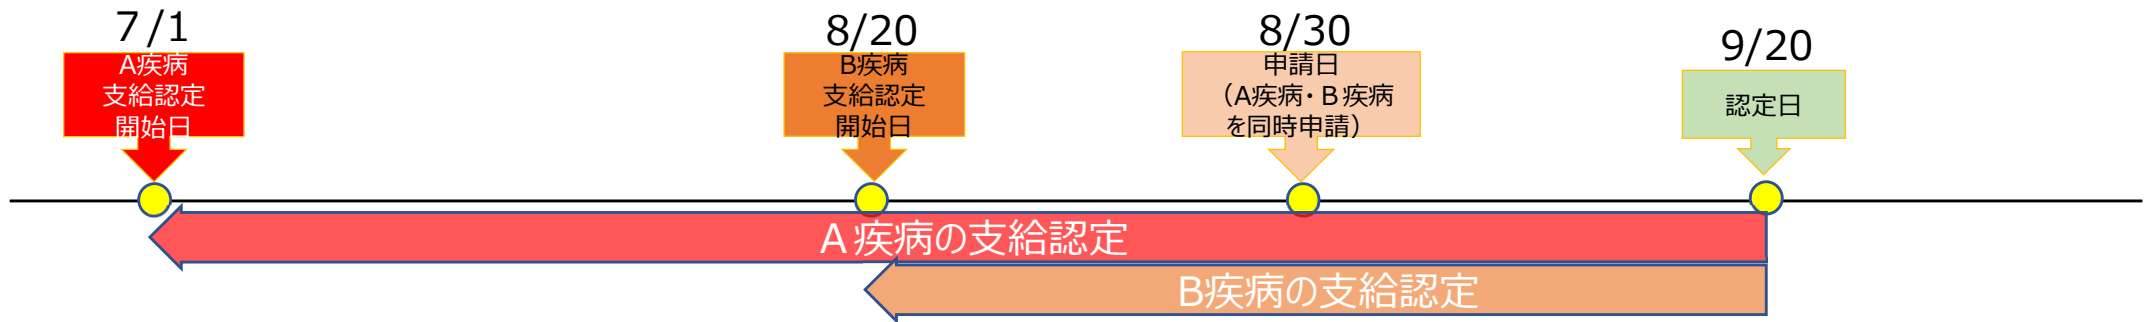 7/1
A疾病
支給認定
開始日
8/20
B疾病
支給認定
開始日
8/30
申請日
（A疾病・B疾病
を同時申請）
9/20
認定日
A疾病の支給認定
B疾病の支給認定